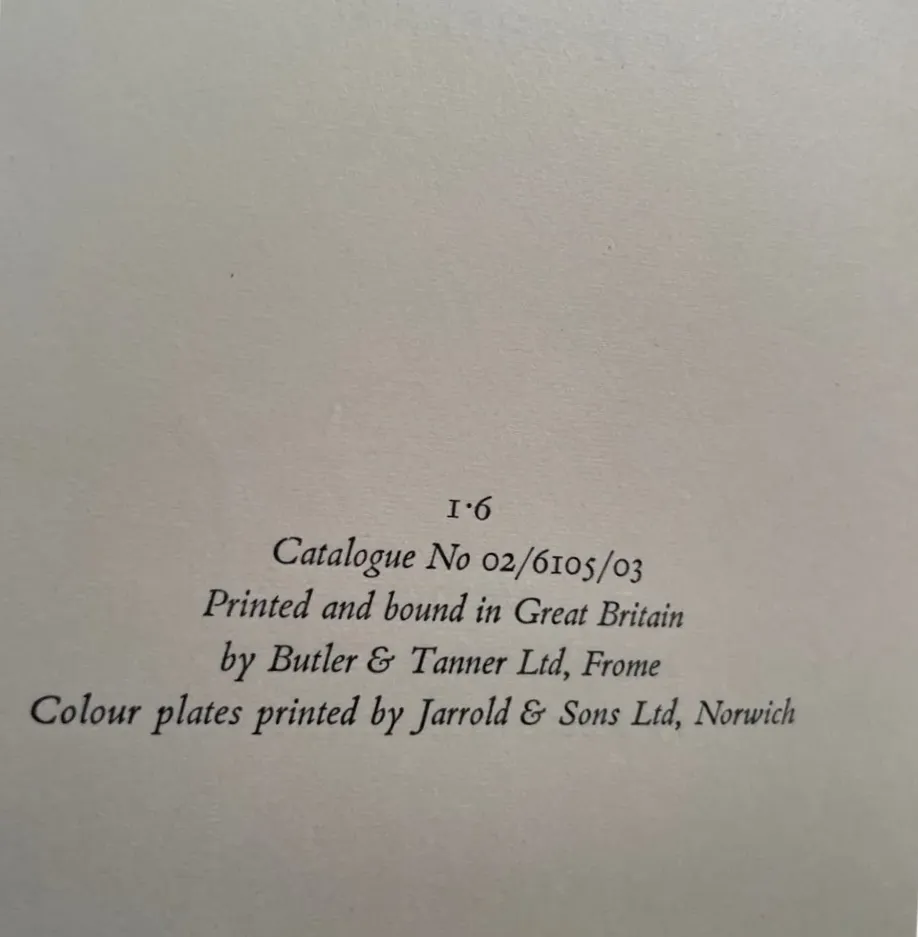 1·6
Catalogue No 02/6105/03
Printed and bound in Great Britain
by Butler & Tanner Ltd, Frome
Colour plates printed by Jarrold & Sons Ltd, Norwich